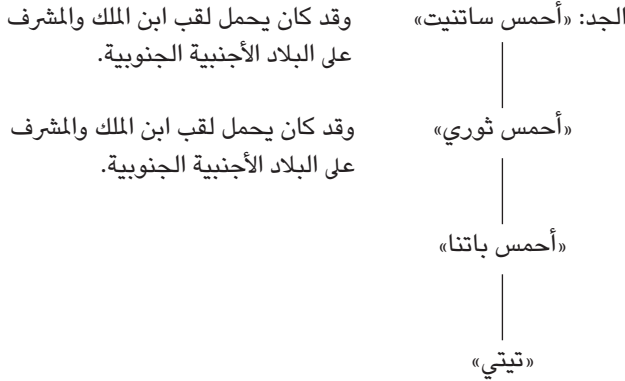 الجد: «أحمس ساتنيت» وقد كان يحمل لقب ابن الملك والمشرف
على البلاد الأجنبية الجنوبية.
«أحمس ثوري» وقد كان يحمل لقب ابن الملك والمشرف
على البلاد الأجنبية الجنوبية.
«أحمس باتنا»
«تيتي»